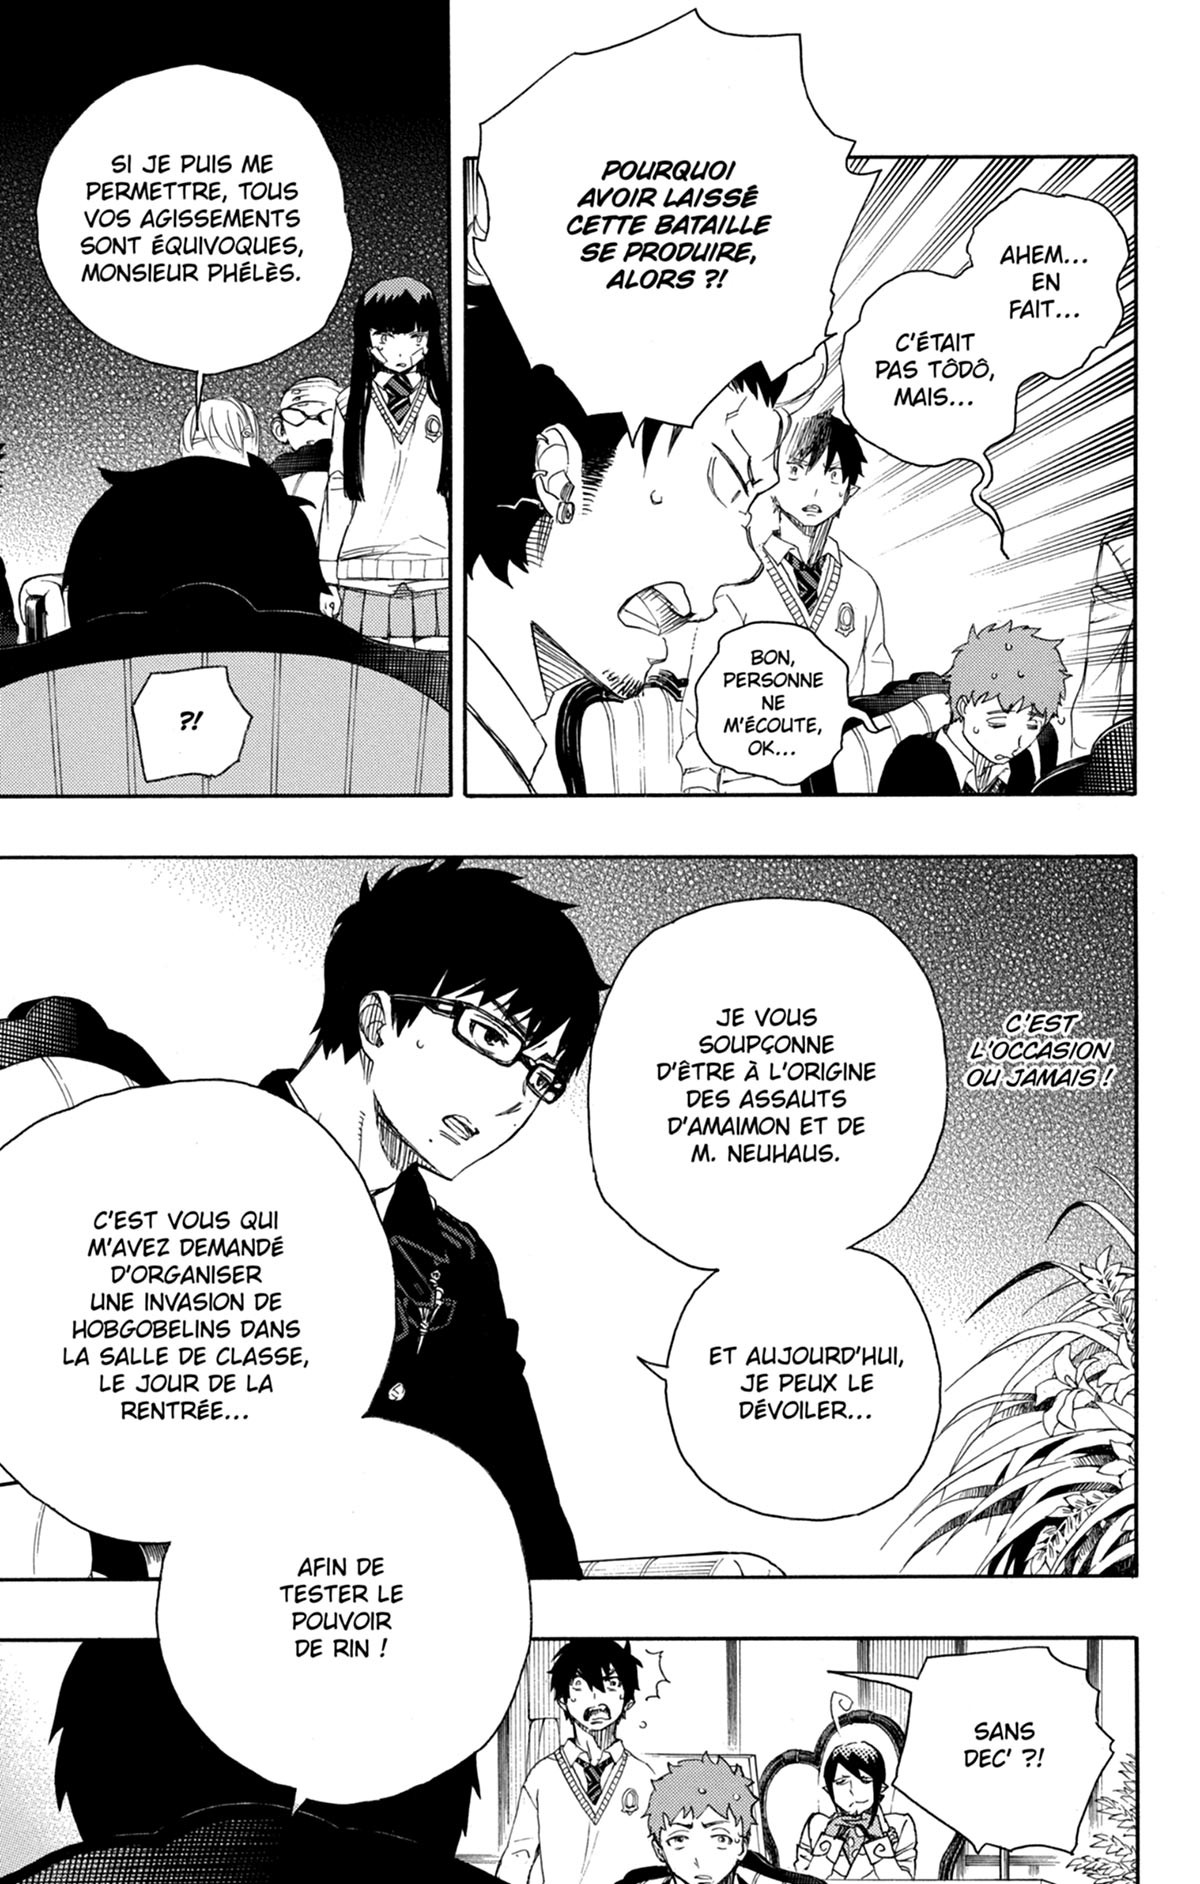 AHEM...
EN
FAIT...
C'ÉTAIT
PAS TÔDÔ,
MAIS...
POURQUOI
AVOIR LAISSÉ
CETTE BATAILLE
SE PRODUIRE,
ALORS ?!
BON,
PERSONNE
NE
M'ÉCOUTE,
OK...
SI JE PUIS ME
PERMETTRE, TOUS
VOS AGISSEMENTS
SONT ÉQUIVOQUES,
MONSIEUR PHÉLÈS.
?!
C'EST
L'OCCASION
OU JAMAIS !
JE VOUS
SOUPÇONNE
D'ÊTRE À L'ORIGINE
DES ASSAUTS
D'AMAIMON ET DE
M. NEUHAUS.
ET AUJOURD'HUI,
JE PEUX LE
DÉVOILER...
C'EST VOUS QUI
M'AVEZ DEMANDÉ
D'ORGANISER
UNE INVASION DE
HOBGOBELINS DANS
LA SALLE DE CLASSE,
LE JOUR DE LA
RENTRÉE...
AFIN DE
TESTER LE
POUVOIR
DE RIN !
SANS
DEC' ?!